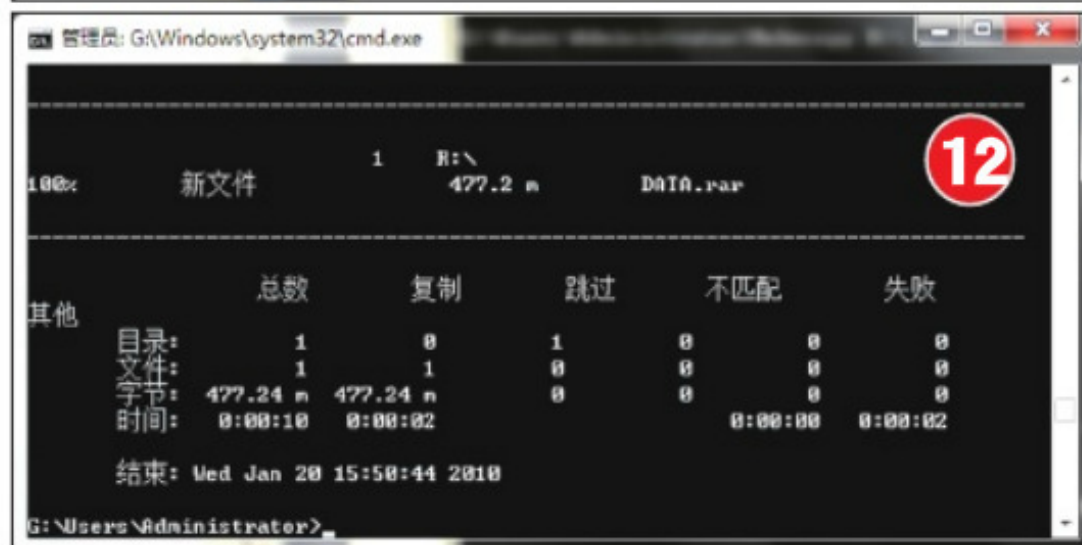 管理员: G:\Windows\system32\cmd.exe
------------------------------------------------------------------------------
12
1 R:\
100% 新文件 477.2 m DATA.rar
------------------------------------------------------------------------------
总数 复制 跳过 不匹配 失败
其他
目录: 1 0 1 0 0 0
文件: 1 1 0 0 0 0
字节: 477.24 m 477.24 m 0 0 0 0
时间: 0:00:10 0:00:02 0:00:00 0:00:02
结束: Wed Jan 20 15:50:44 2010
G:\Users\Administrator>_